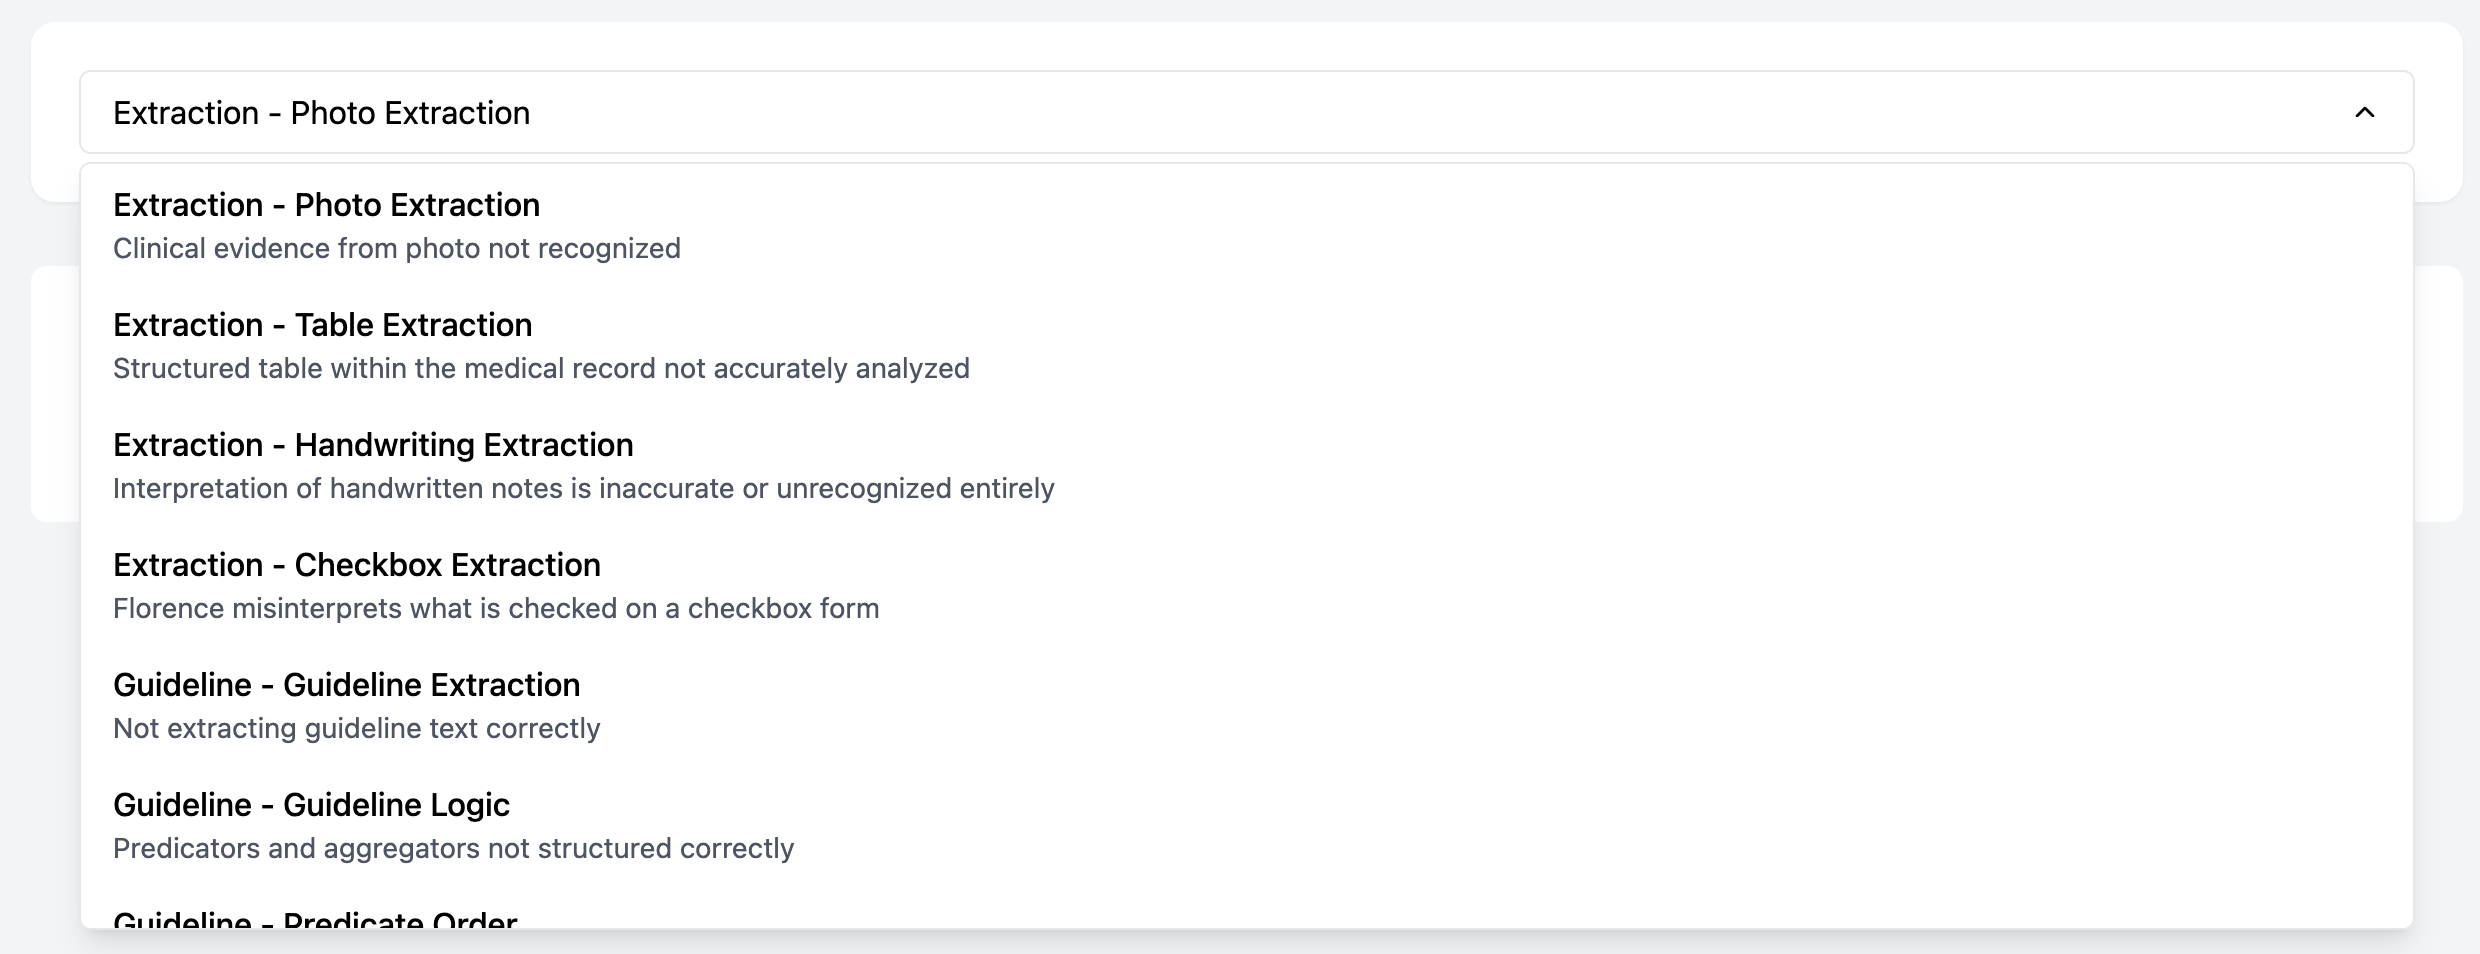 Extraction - Photo Extraction
Extraction - Photo Extraction
Clinical evidence from photo not recognized
Extraction - Table Extraction
Structured table within the medical record not accurately analyzed
Extraction - Handwriting Extraction
Interpretation of handwritten notes is inaccurate or unrecognized entirely
Extraction - Checkbox Extraction
Florence misinterprets what is checked on a checkbox form
Guideline - Guideline Extraction
Not extracting guideline text correctly
Guideline - Guideline Logic
Predicators and aggregators not structured correctly
Guideline - Predicate Order